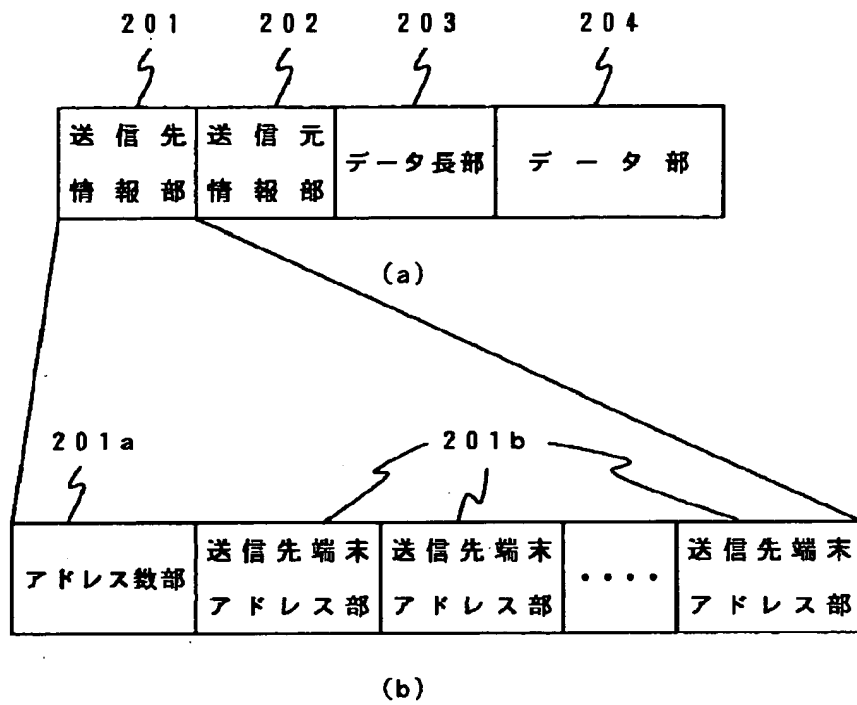 201 202 203 204
送信先 送信元 データ長部 データ部
情報部 情報部
(a)
201a 201b
アドレス数部 送信先端末 送信先端末 ・・・・ 送信先端末
アドレス部 アドレス部 アドレス部
(b)